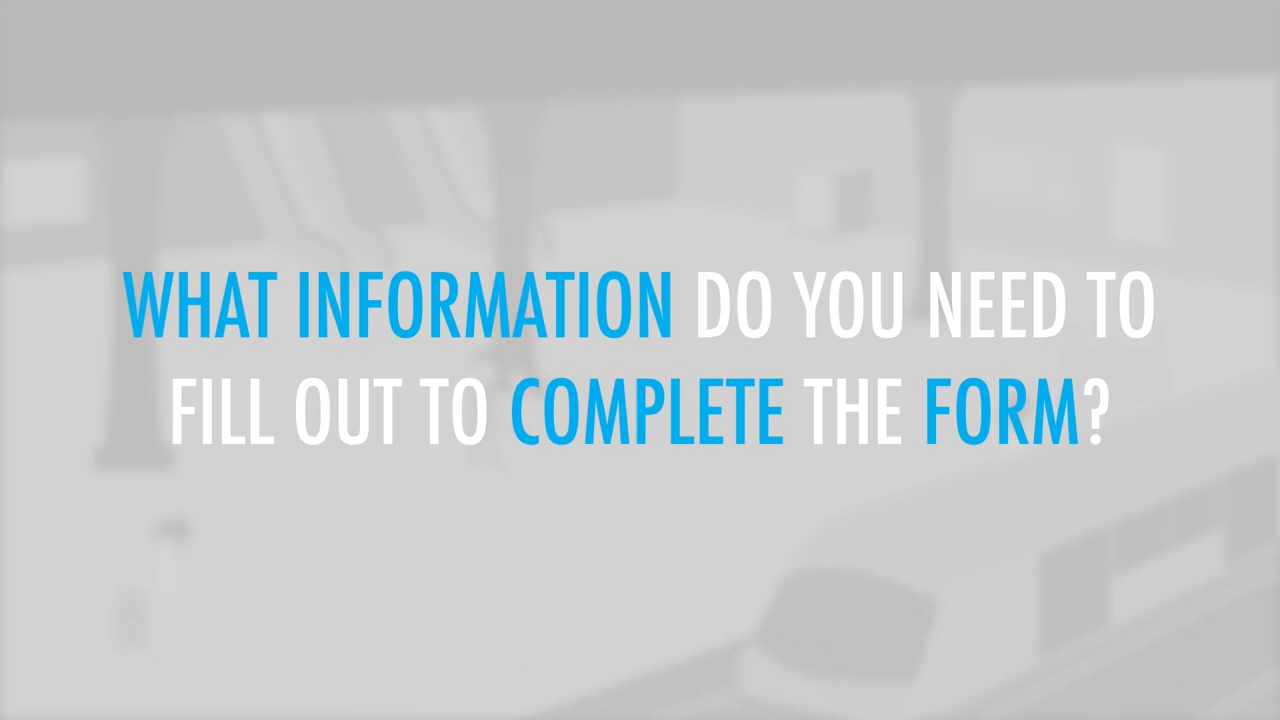 WHAT INFORMATION DO YOU NEED TO
FILL OUT TO COMPLETE THE FORM?